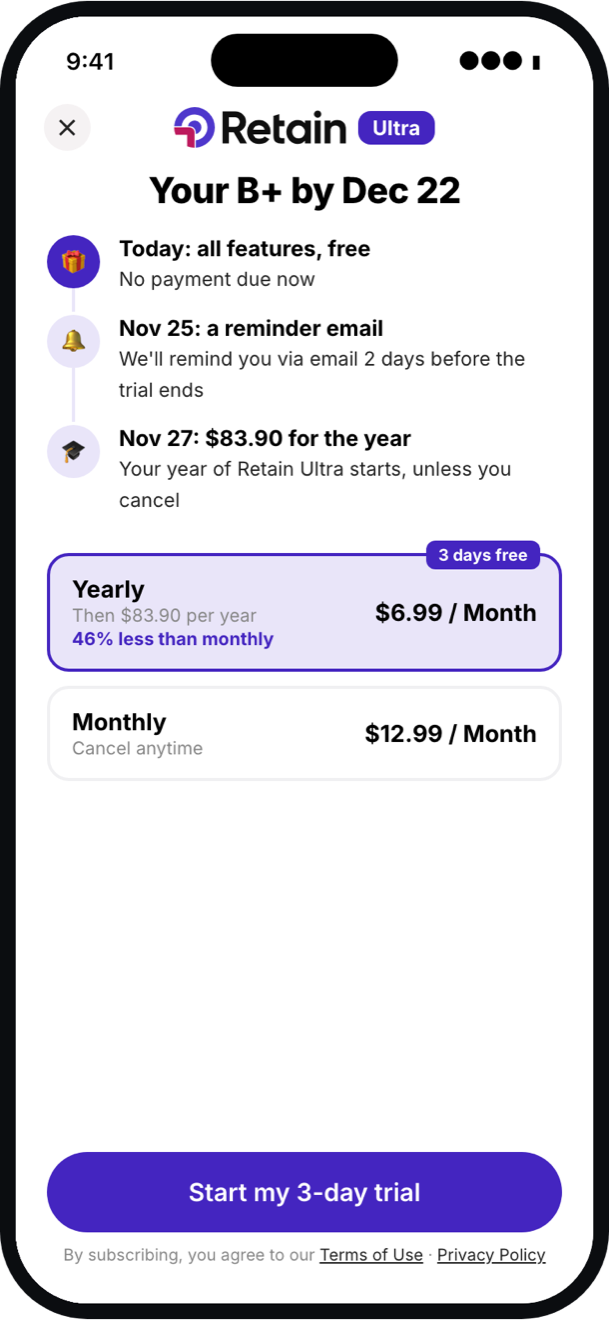 9:41
Retain Ultra
Your B+ by Dec 22
Today: all features, free
No payment due now
Nov 25: a reminder email
We'll remind you via email 2 days before the
trial ends
Nov 27: $83.90 for the year
Your year of Retain Ultra starts, unless you
cancel
3 days free
Yearly
Then $83.90 per year
46% less than monthly
$6.99 / Month
Monthly
Cancel anytime
$12.99 / Month
Start my 3-day trial
By subscribing, you agree to our Terms of Use · Privacy Policy